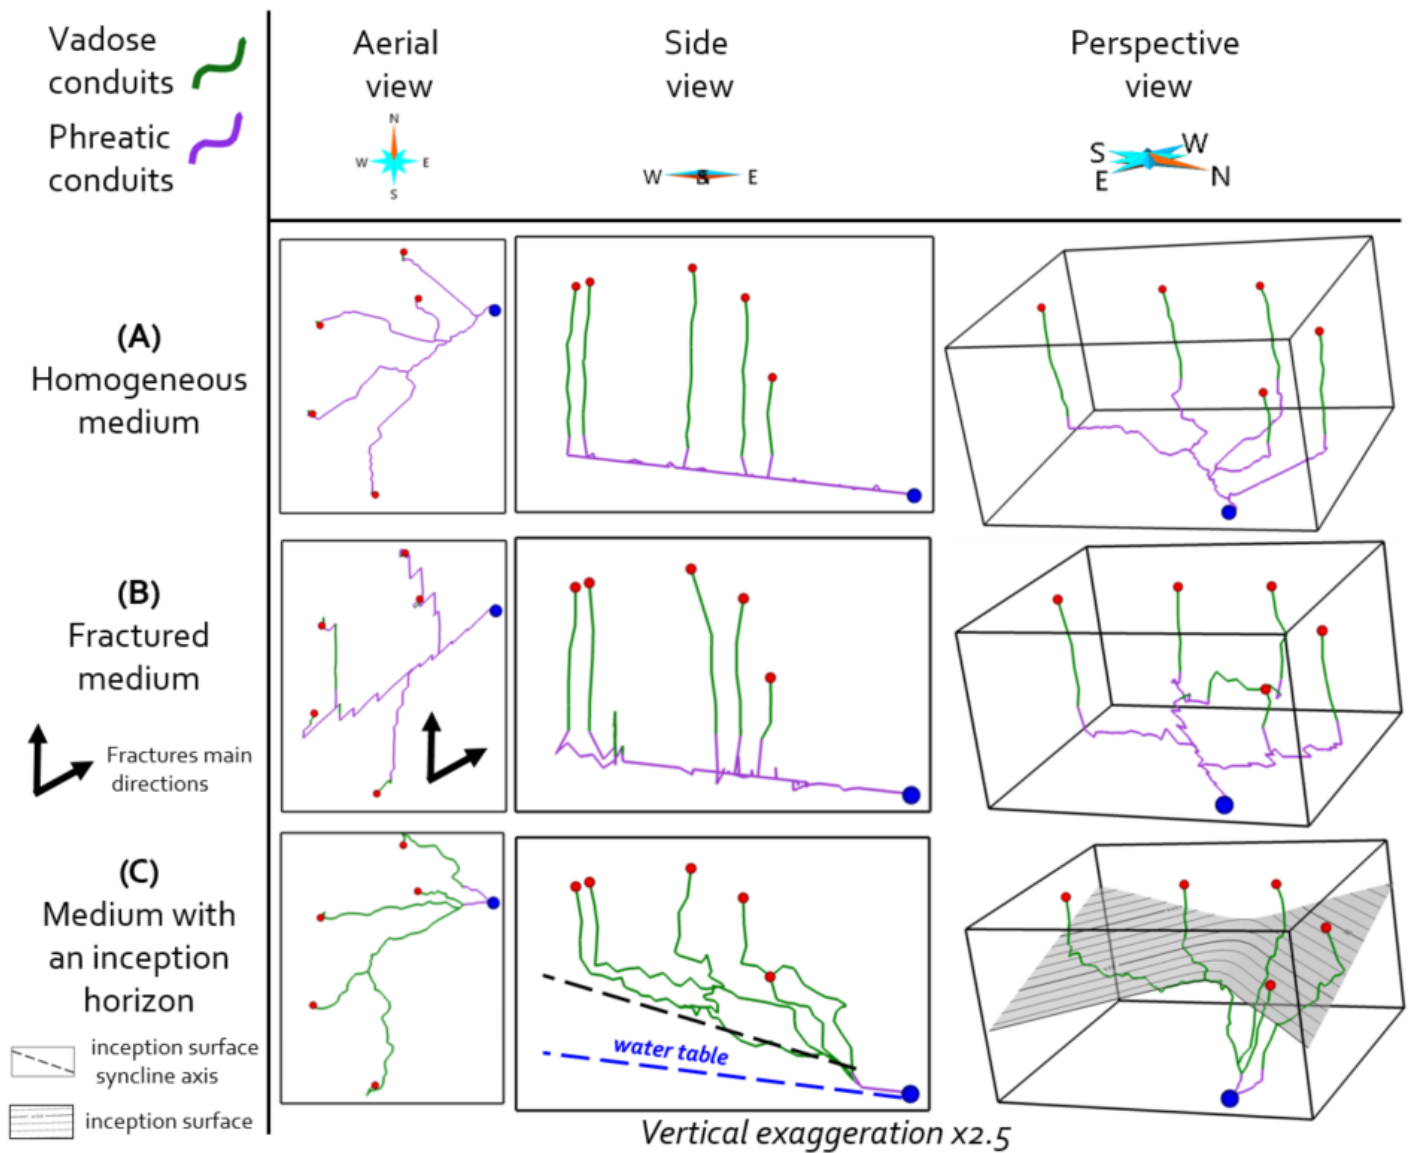 Vadose
conduits
Phreatic
conduits
Aerial
view
N
W E
S
Side
view
W E
Perspective
view
S W
E N
(A)
Homogeneous
medium
(B)
Fractured
medium
Fractures main
directions
(C)
Medium with
an inception
horizon
inception surface
syncline axis
inception surface
water table
Vertical exaggeration x2.5